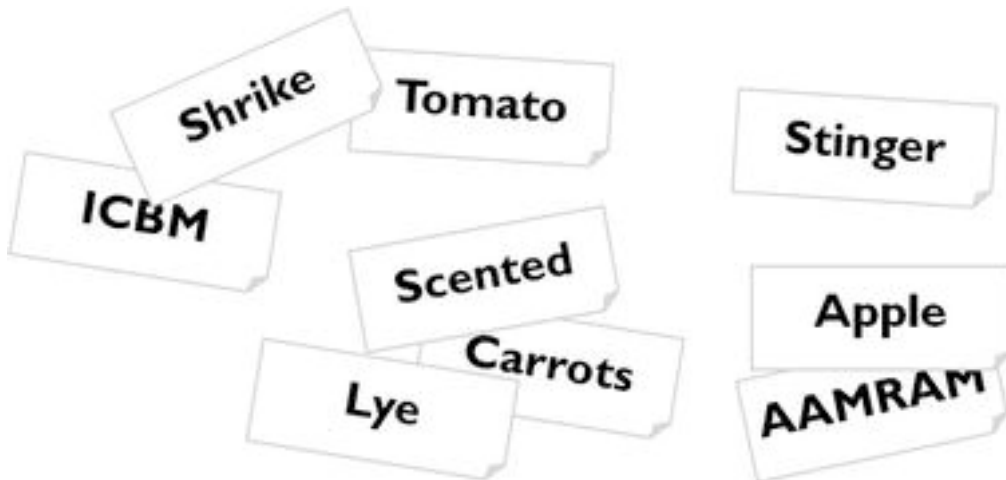 Shrike
Tomato
Stinger
ICBM
Scented
Apple
Carrots
Lye
AAMRAM